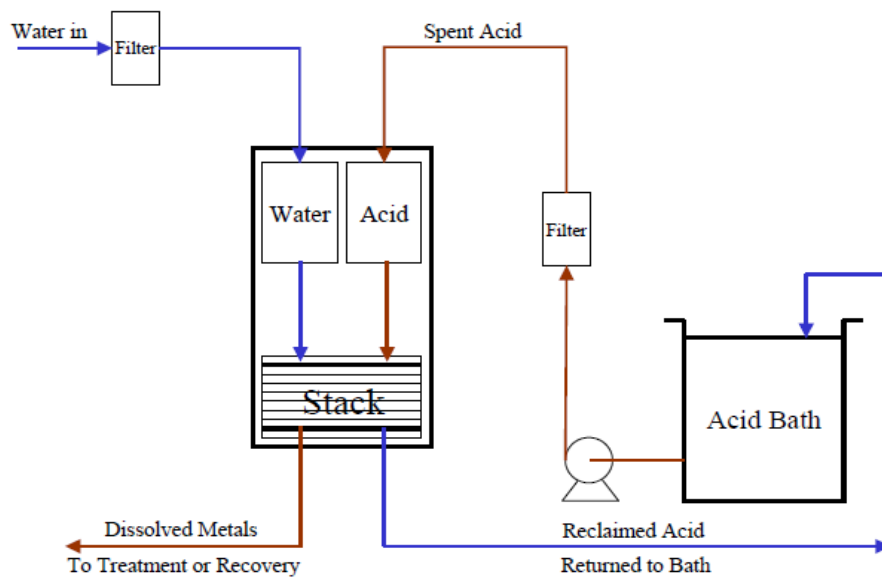 Water in
Filter
Spent Acid
Water
Acid
Filter
Stack
Acid Bath
Dissolved Metals
To Treatment or Recovery
Reclaimed Acid
Returned to Bath